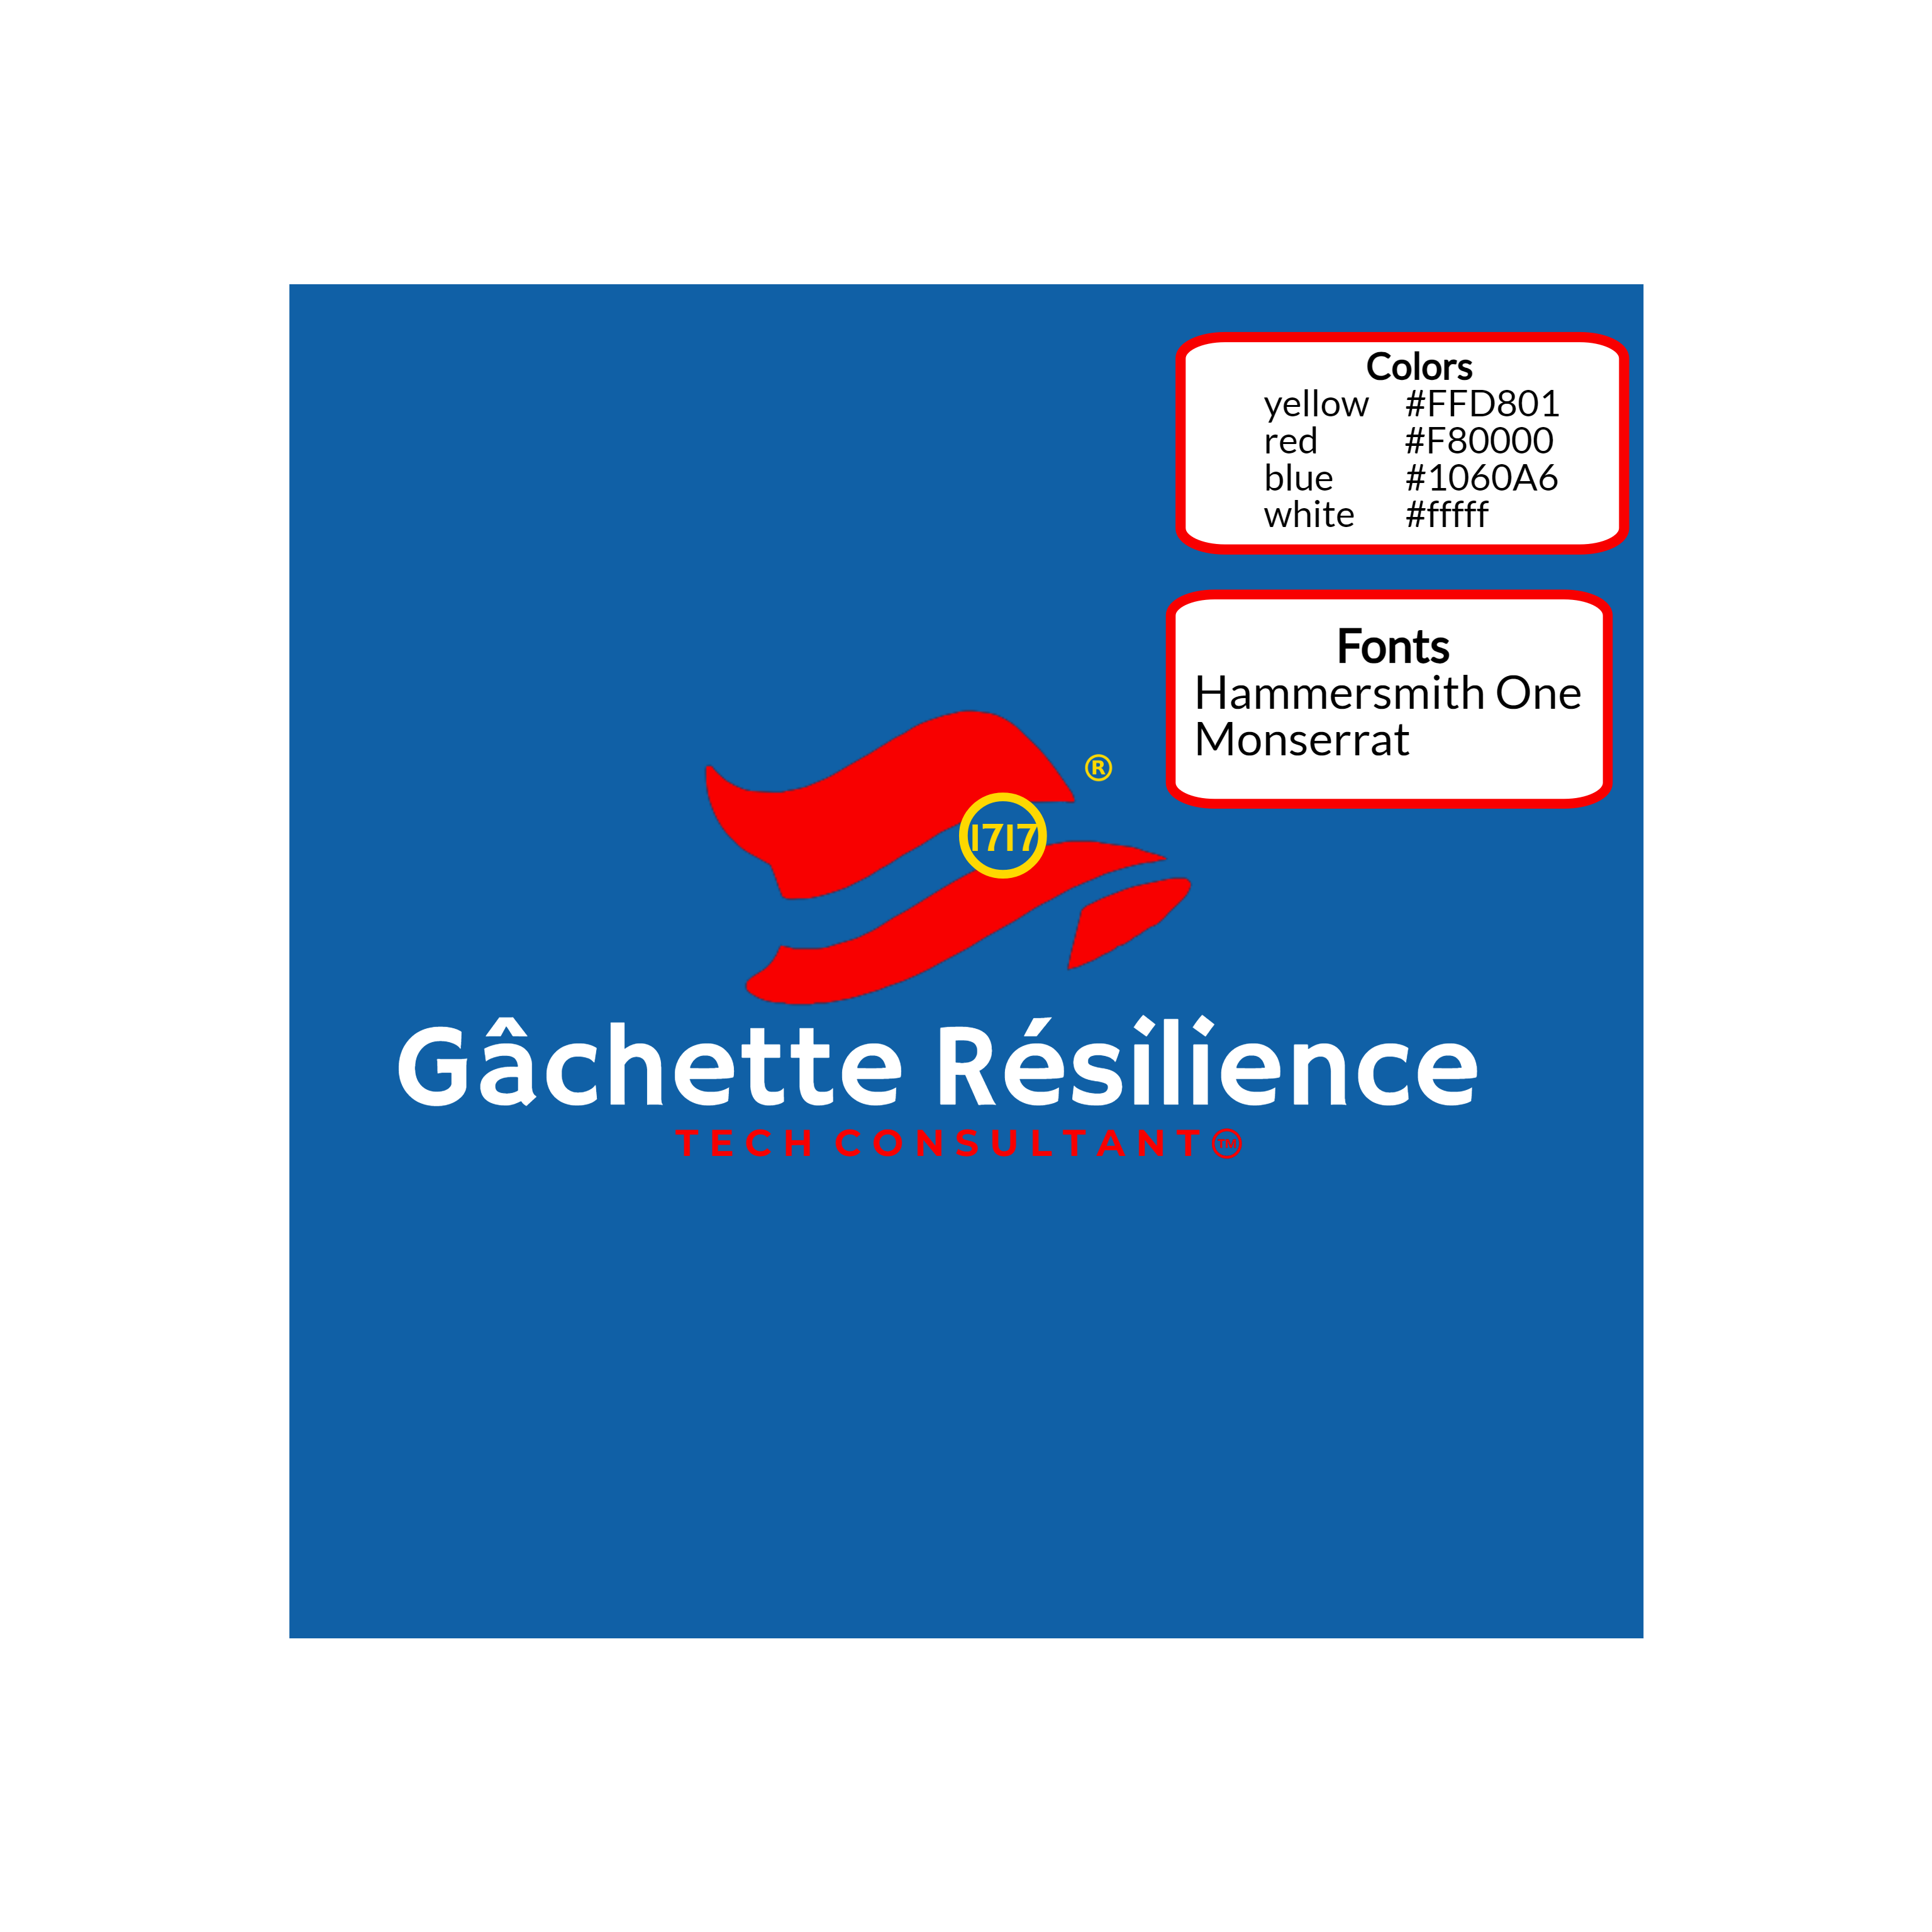 Colors
yellow #FFD801
red #F80000
blue #1060A6
white #fffff
Fonts
Hammersmith One
Monserrat
®
1717
Gâchette Résilience
TECH CONSULTANT™